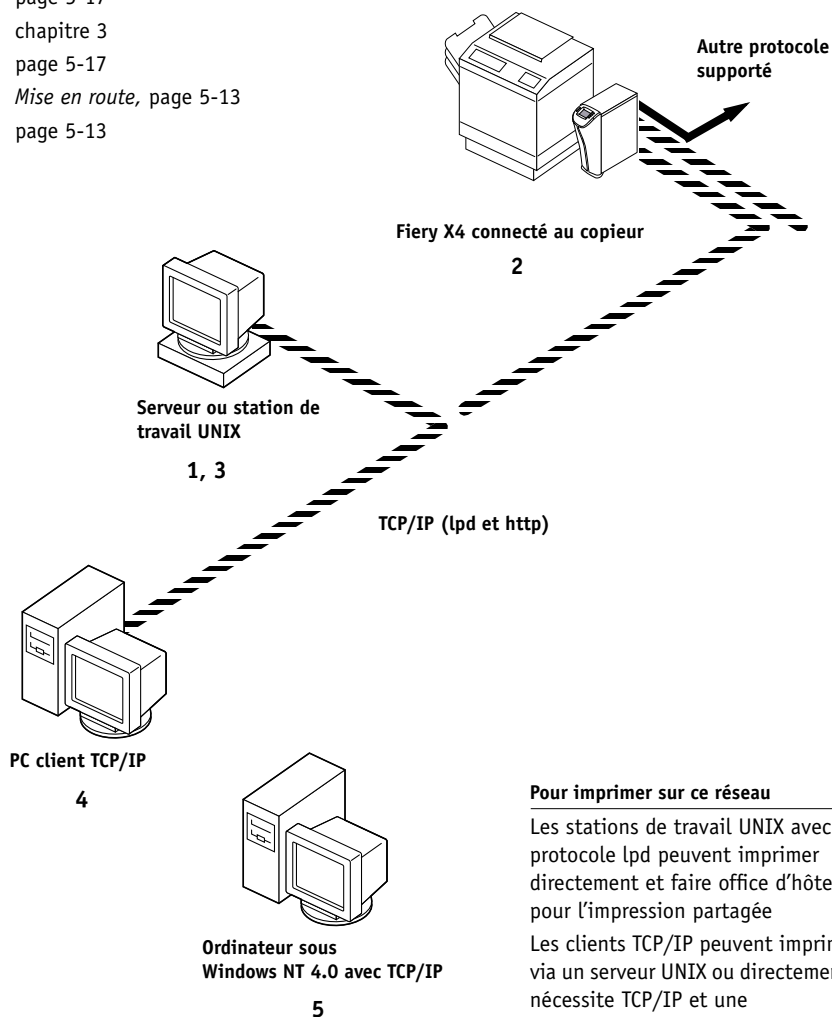 chapitre 3
page 5-17
Mise en route, page 5-13
page 5-13
Autre protocole
supporté
Fiery X4 connecté au copieur
2
Serveur ou station de
travail UNIX
1, 3
TCP/IP (lpd et http)
PC client TCP/IP
4
Ordinateur sous
Windows NT 4.0 avec TCP/IP
5
Pour imprimer sur ce réseau
Les stations de travail UNIX avec
protocole lpd peuvent imprimer
directement et faire office d'hôte
pour l'impression partagée
Les clients TCP/IP peuvent
via un serveur UNIX ou
nécessite TCP/IP et une